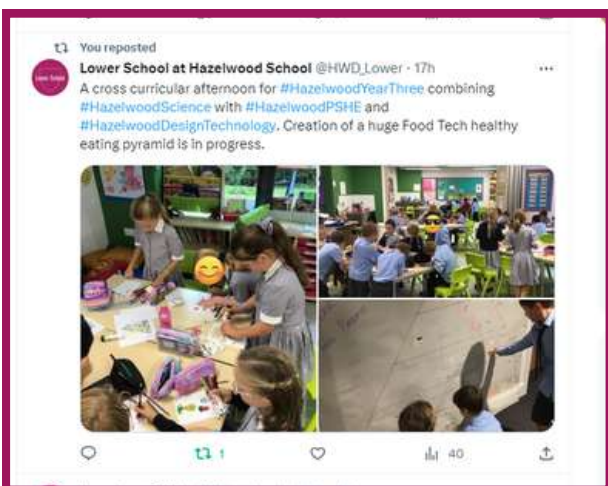 You reposted
Lower School at Hazelwood School @HWD_Lower · 17h
A cross curricular afternoon for #HazelwoodYearThree combining
#HazelwoodScience with #HazelwoodPSHE and
#HazelwoodDesignTechnology. Creation of a huge Food Tech healthy
eating pyramid is in progress.
1
40